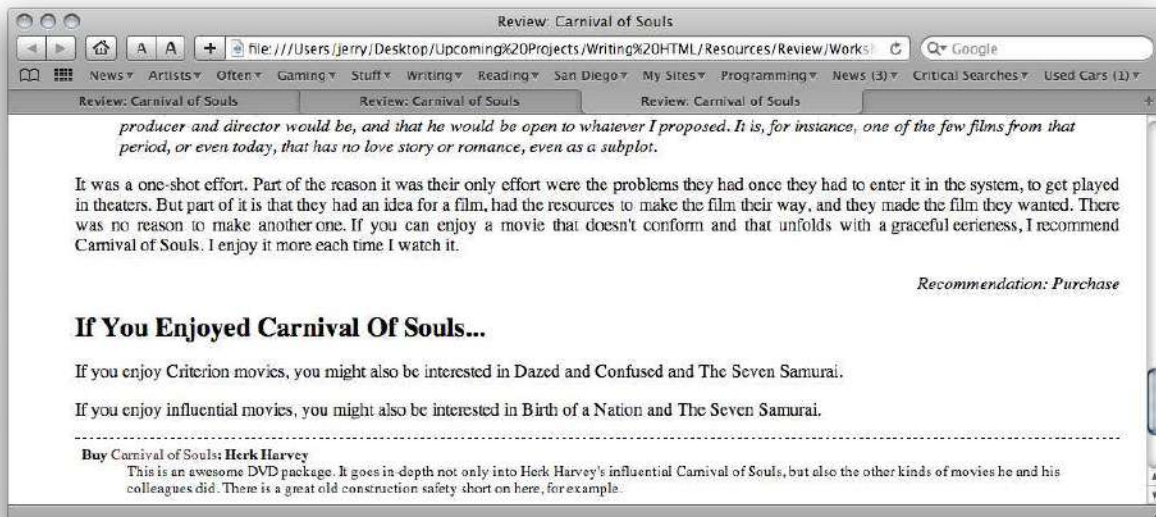 Review: Carnival of Souls
A A + file:///Users/jerry/Desktop/Upcoming%20Projects/Writing%20HTML/Resources/Review/Works Google
News Artists Often Gaming Stuff Writing Reading San Diego My Sites Programming News (3) Critical Searches Used Cars (1)
Review: Carnival of Souls Review: Carnival of Souls Review: Carnival of Souls +
producer and director would be, and that he would be open to whatever I proposed. It is, for instance, one of the few films from that
period, or even today, that has no love story or romance, even as a subplot.
It was a one-shot effort. Part of the reason it was their only effort were the problems they had once they had to enter it in the system, to get played
in theaters. But part of it is that they had an idea for a film, had the resources to make the film their way, and they made the film they wanted. There
was no reason to make another one. If you can enjoy a movie that doesn't conform and that unfolds with a graceful eerieness, I recommend
Carnival of Souls. I enjoy it more each time I watch it.
Recommendation: Purchase
If You Enjoyed Carnival Of Souls...
If you enjoy Criterion movies, you might also be interested in Dazed and Confused and The Seven Samurai.
If you enjoy influential movies, you might also be interested in Birth of a Nation and The Seven Samurai.
Buy Carnival of Souls: Herk Harvey
This is an awesome DVD package. It goes in-depth not only into Herk Harvey's influential Carnival of Souls, but also the other kinds of movies he and his
colleagues did. There is a great old construction safety short on here, for example.